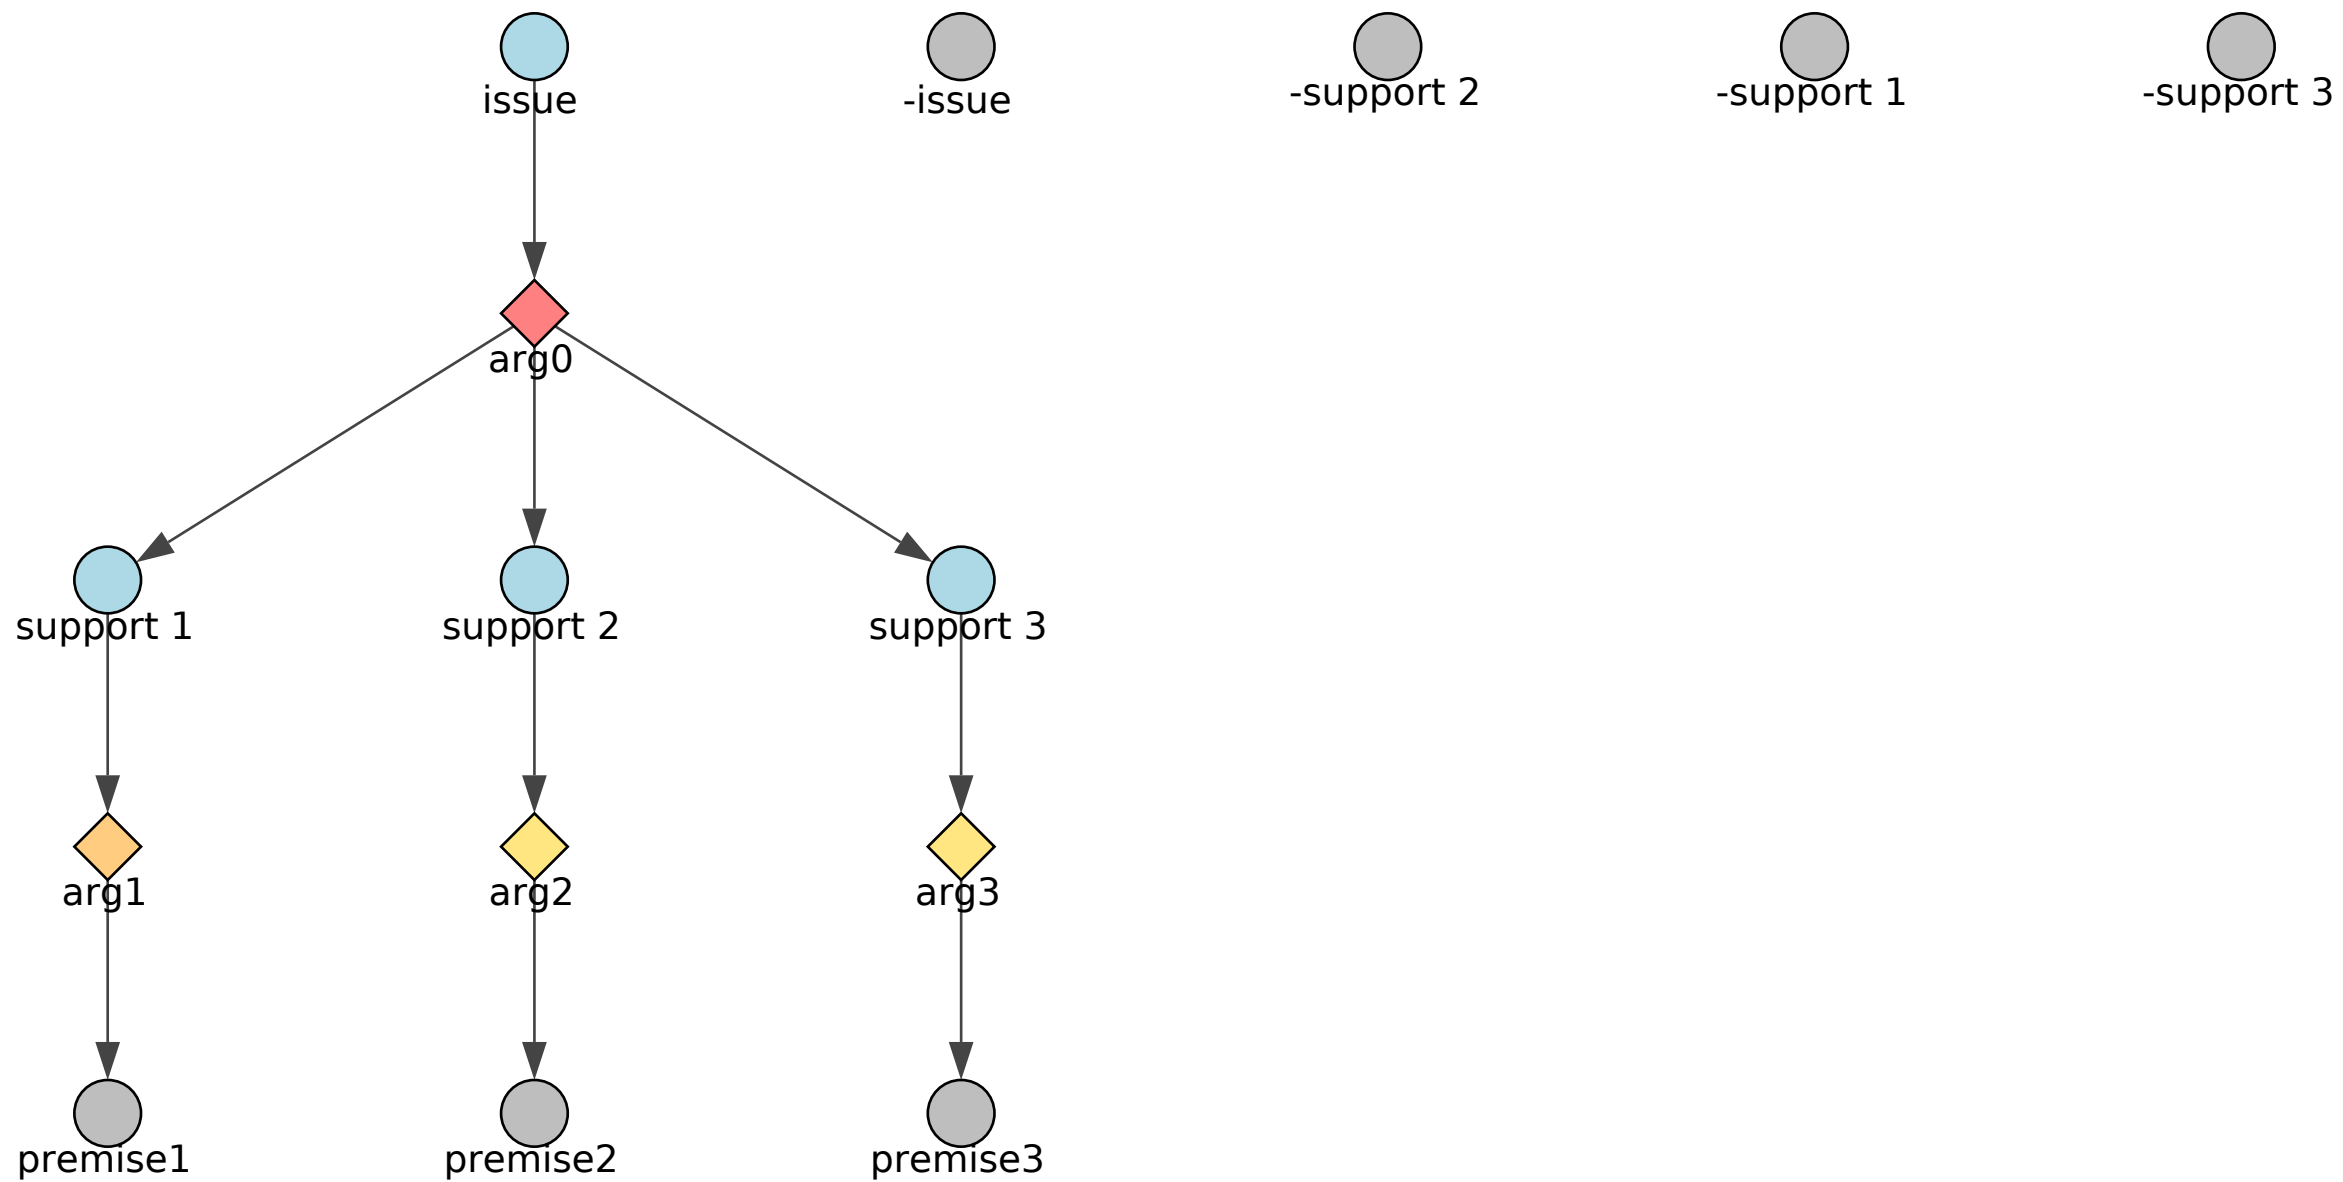 issue
-issue
-support 2
-support 1
-support 3
arg0
support 1
support 2
support 3
arg1
arg2
arg3
premise1
premise2
premise3